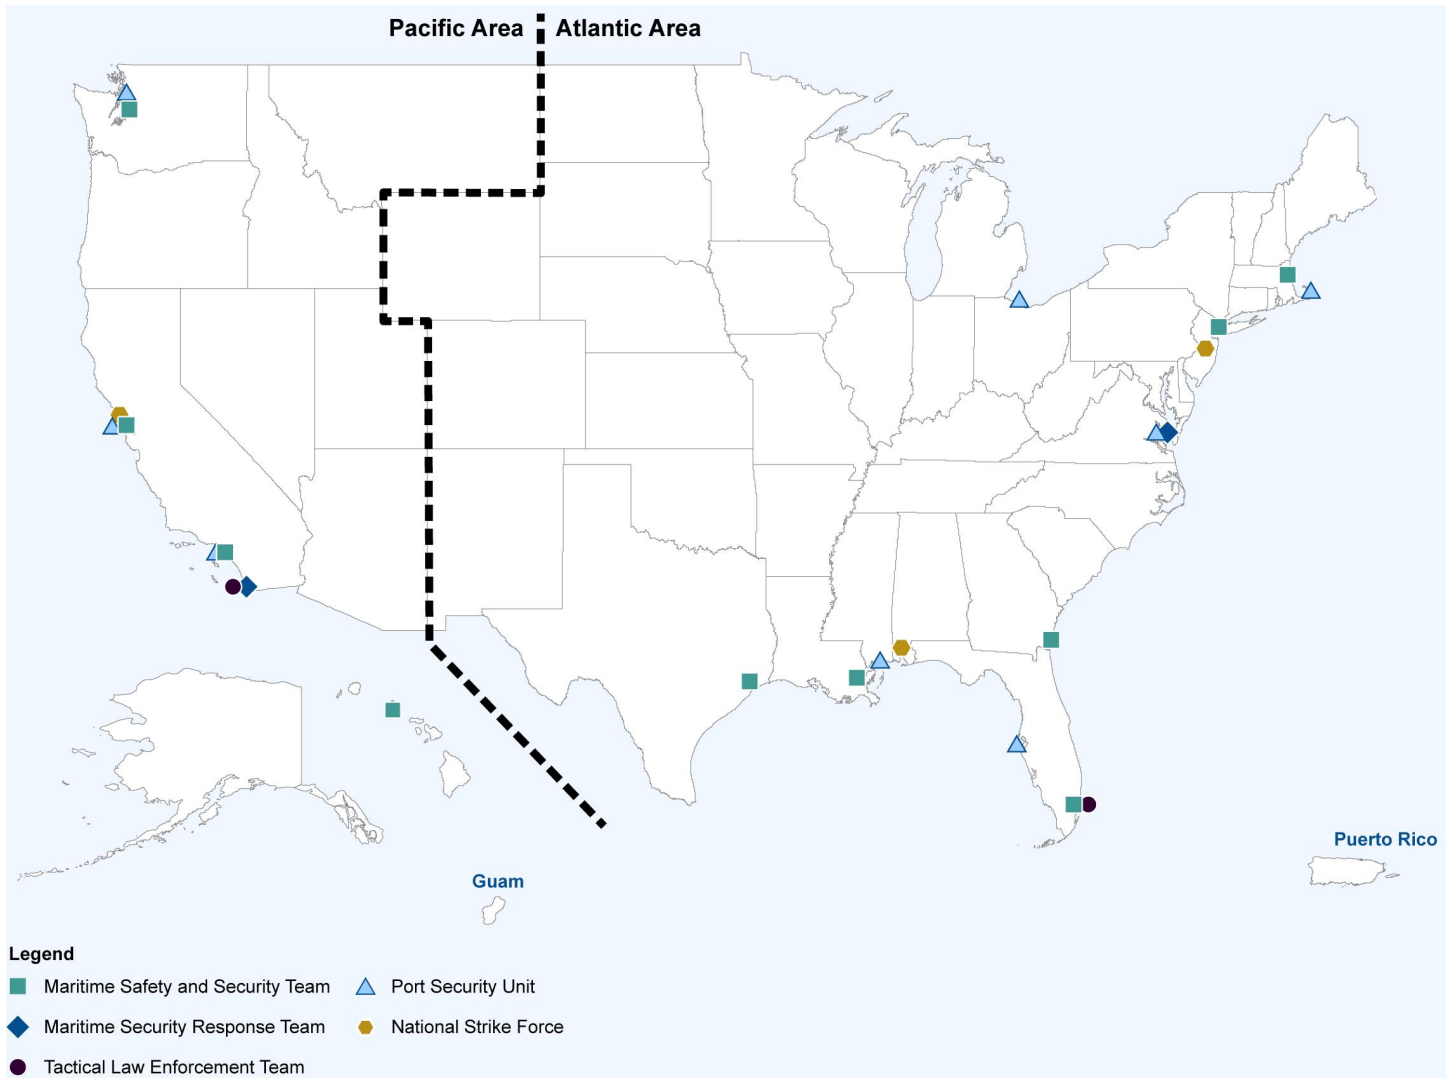 Pacific Area Atlantic Area
Puerto Rico
Guam
Legend
Maritime Safety and Security Team
Port Security Unit
Maritime Security Response Team
National Strike Force
Tactical Law Enforcement Team